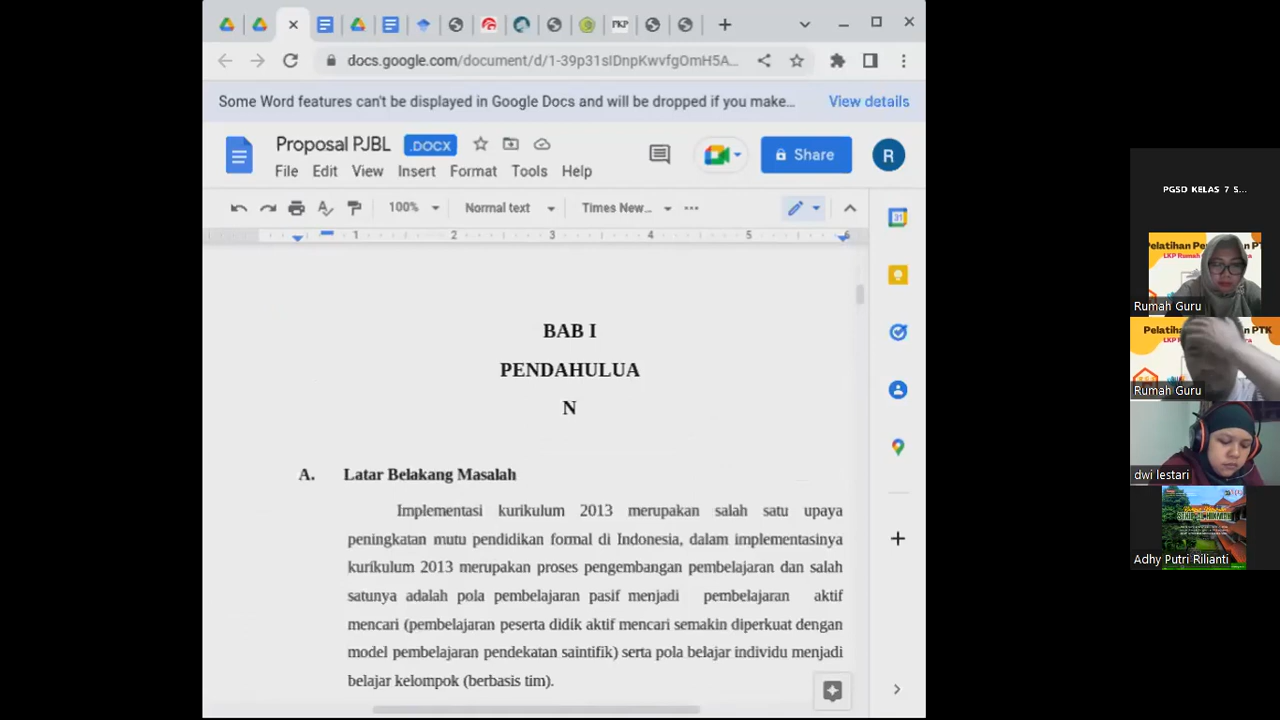 PKP
docs.google.com/document/d/1-39p31sIDnpKwvfgOmH5A...
Some Word features can't be displayed in Google Docs and will be dropped if you make... View details
Proposal PJBL .DOCX
Share
R
File Edit View Insert Format Tools Help
100% Normal text Times New...
1 2 3 4 5 6
31
BAB I
PENDAHULUA
N
A. Latar Belakang Masalah
Implementasi kurikulum 2013 merupakan salah satu upaya
peningkatan mutu pendidikan formal di Indonesia, dalam implementasinya
kurikulum 2013 merupakan proses pengembangan pembelajaran dan salah
satunya adalah pola pembelajaran pasif menjadi pembelajaran aktif
mencari (pembelajaran peserta didik aktif mencari semakin diperkuat dengan
model pembelajaran pendekatan saintifik) serta pola belajar individu menjadi
belajar kelompok (berbasis tim).
PGSD KELAS 7 S...
Rumah Guru
Rumah Guru
dwi lestari
Adhy Putri Rilianti